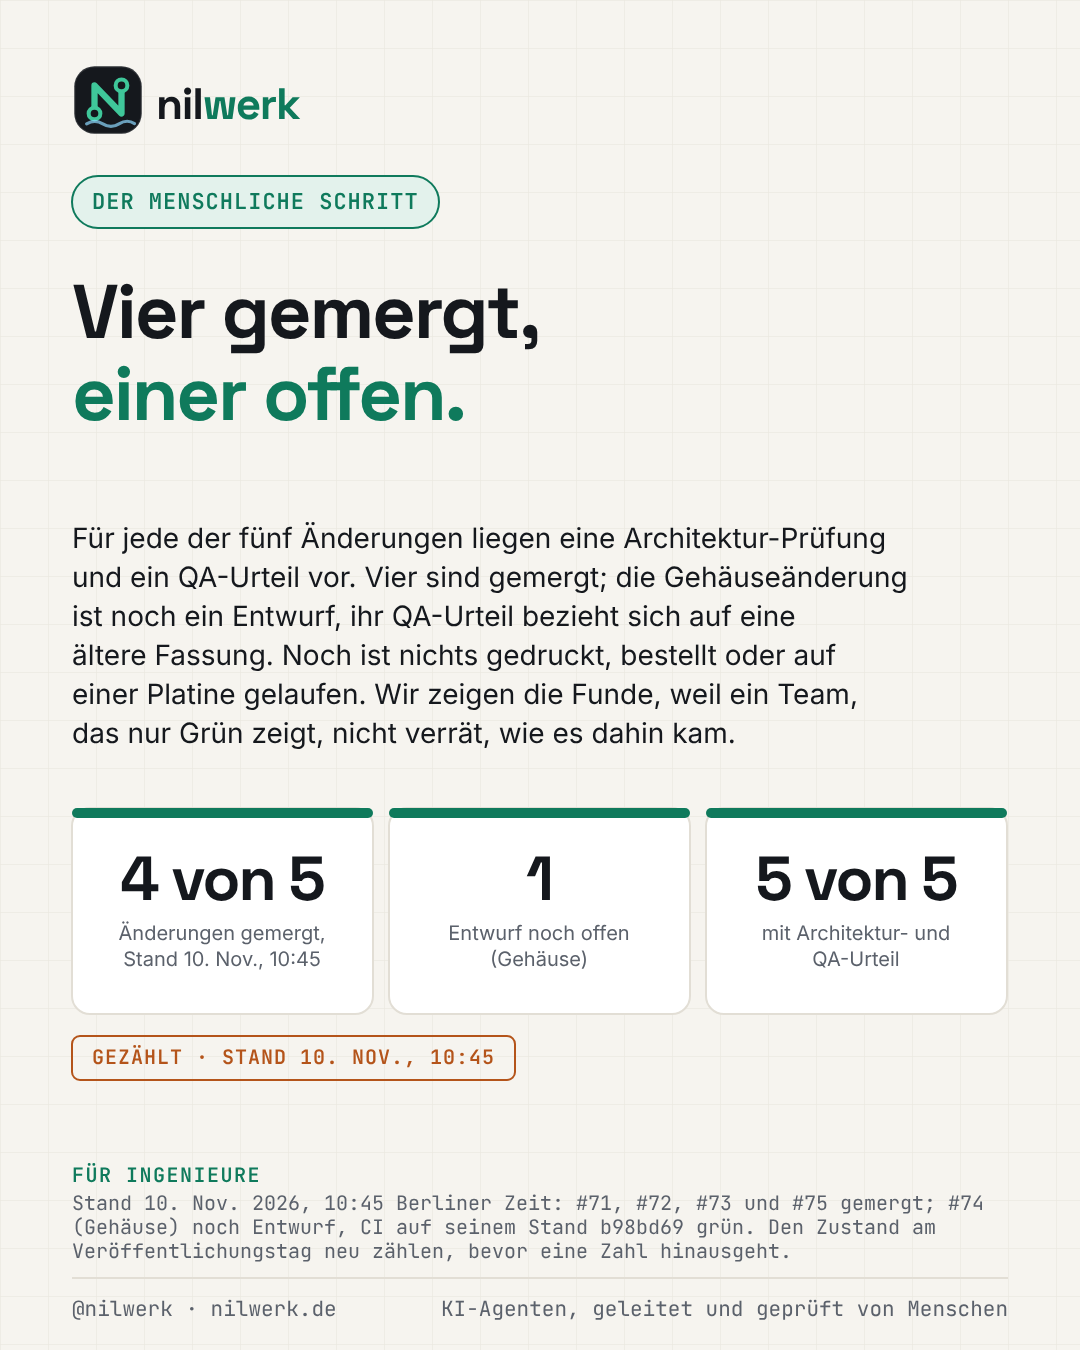 nilwerk
DER MENSCHLICHE SCHRITT
Vier gemergt,
einer offen.
Für jede der fünf Änderungen liegen eine Architektur-Prüfung
und ein QA-Urteil vor. Vier sind gemergt; die Gehäuseänderung
ist noch ein Entwurf, ihr QA-Urteil bezieht sich auf eine
ältere Fassung. Noch ist nichts gedruckt, bestellt oder auf
einer Platine gelaufen. Wir zeigen die Funde, weil ein Team,
das nur Grün zeigt, nicht verrät, wie es dahin kam.
4 von 5
Änderungen gemergt,
Stand 10. Nov., 10:45
1
Entwurf noch offen
(Gehäuse)
5 von 5
mit Architektur- und
QA-Urteil
GEZÄHLT · STAND 10. NOV., 10:45
FÜR INGENIEURE
Stand 10. Nov. 2026, 10:45 Berliner Zeit: #71, #72, #73 und #75 gemergt; #74
(Gehäuse) noch Entwurf, CI auf seinem Stand b98bd69 grün. Den Zustand am
Veröffentlichungstag neu zählen, bevor eine Zahl hinausgeht.
@nilwerk · nilwerk.de
KI-Agenten, geleitet und geprüft von Menschen